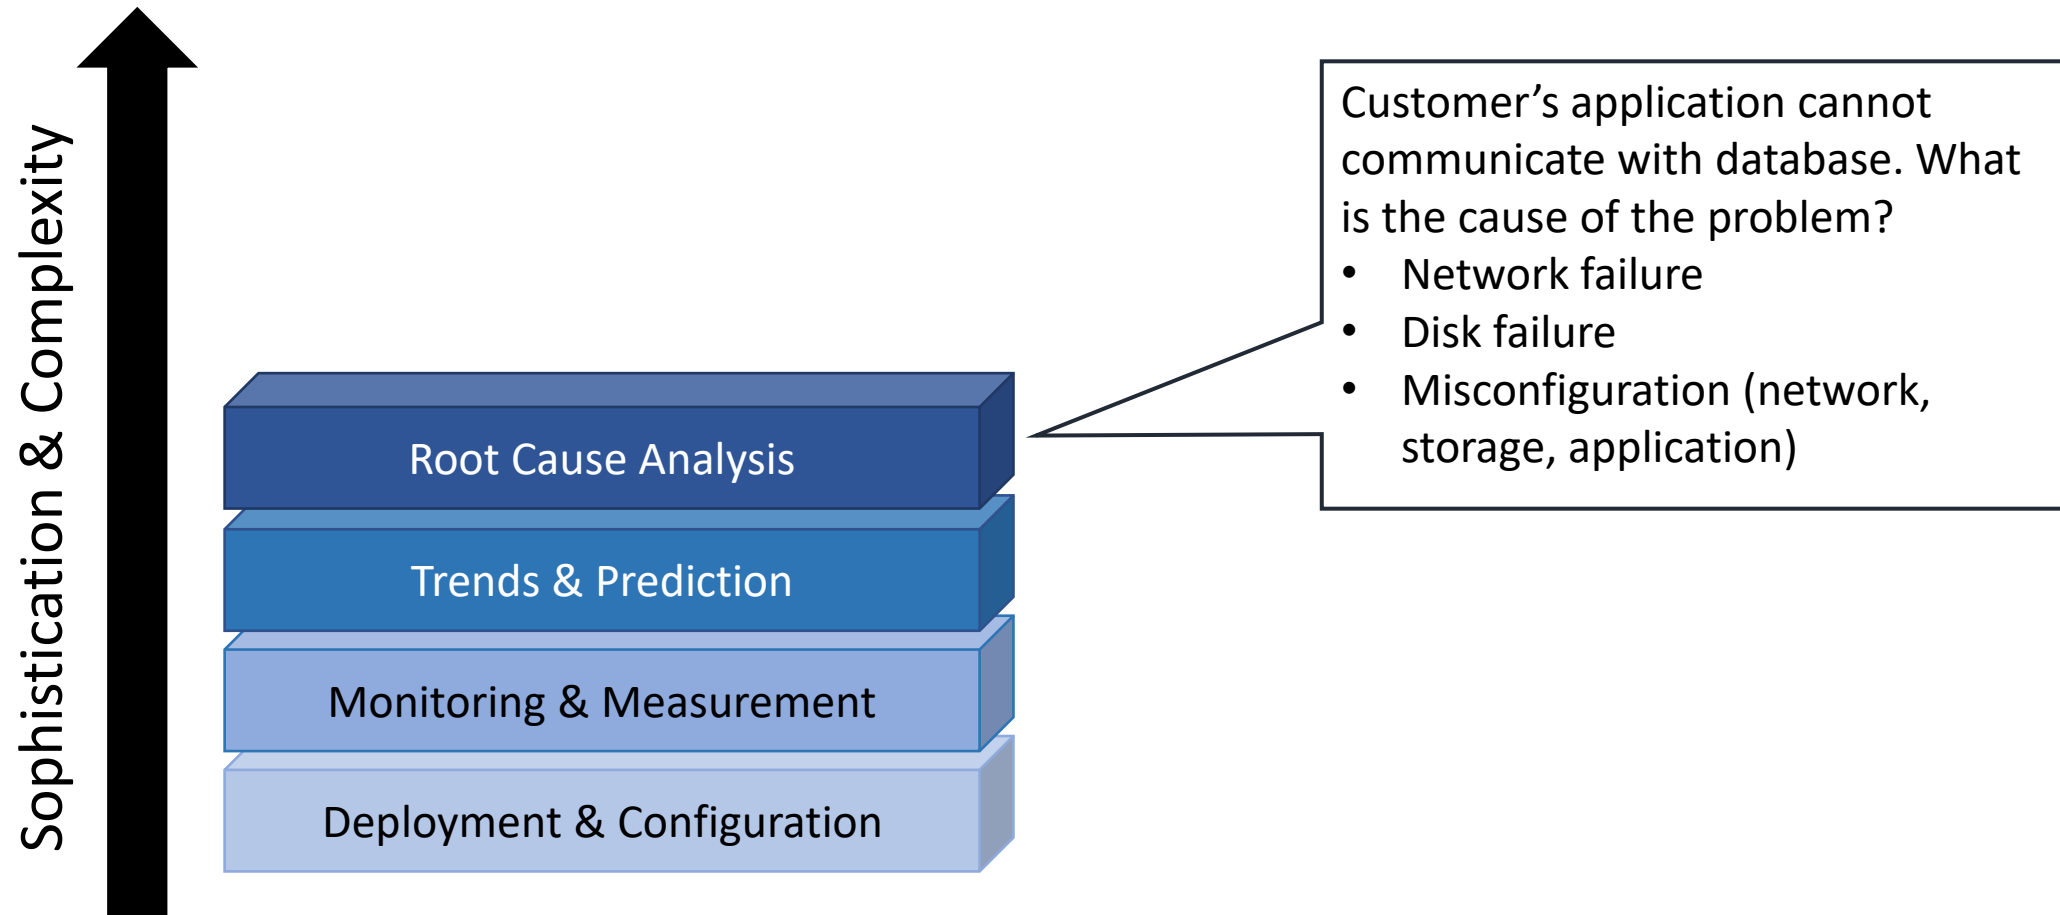 Sophistication & Complexity
Customer’s application cannot
communicate with database. What
is the cause of the problem?
• Network failure
• Disk failure
• Misconfiguration (network,
storage, application)
Root Cause Analysis
Trends & Prediction
Monitoring & Measurement
Deployment & Configuration